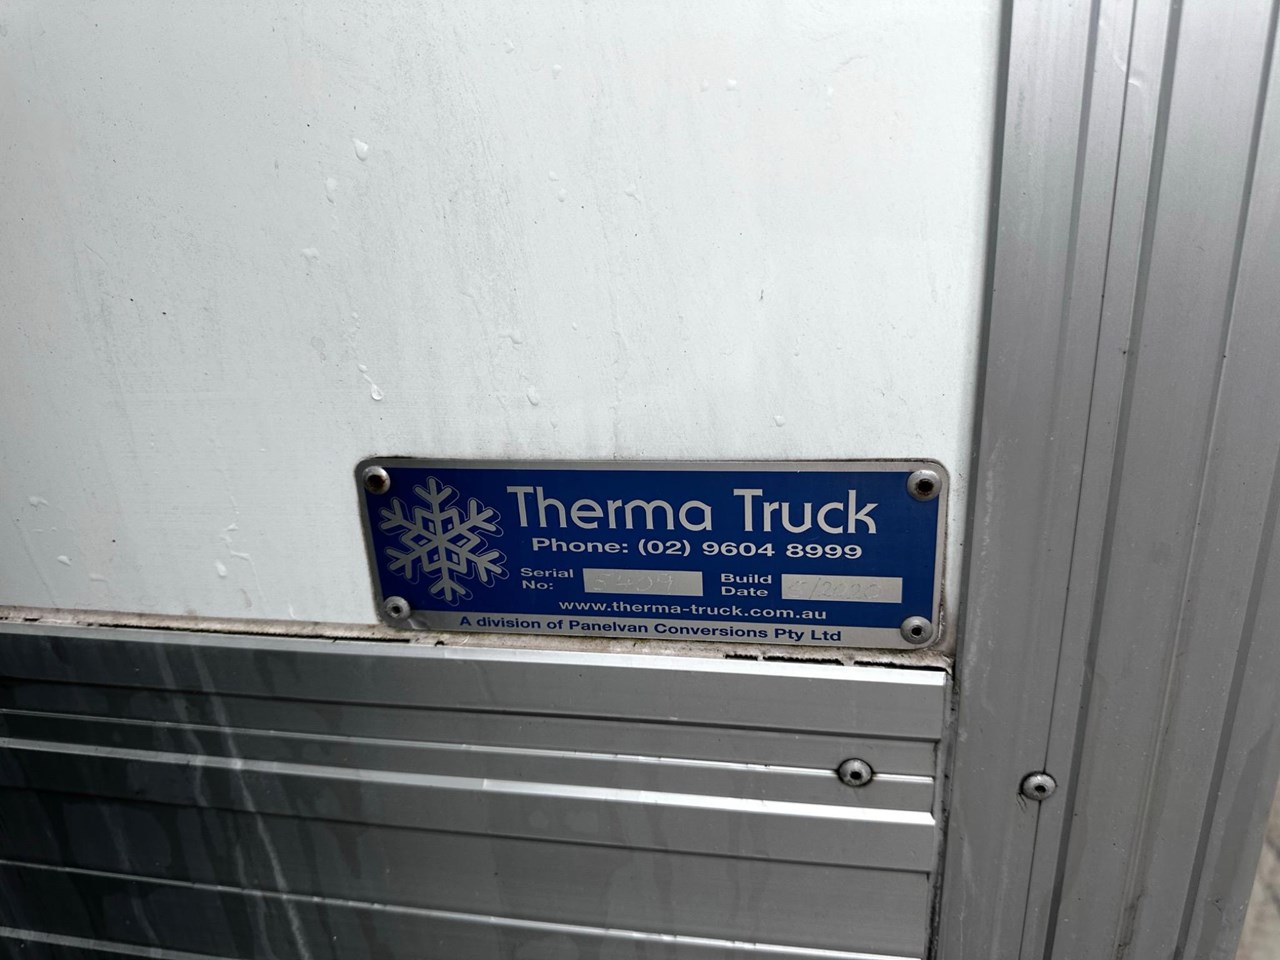 Therma Truck
Phone: (02) 9604 8999
Serial No:
Build Date
www.therma-truck.com.au
A division of Panelvan Conversions Pty Ltd